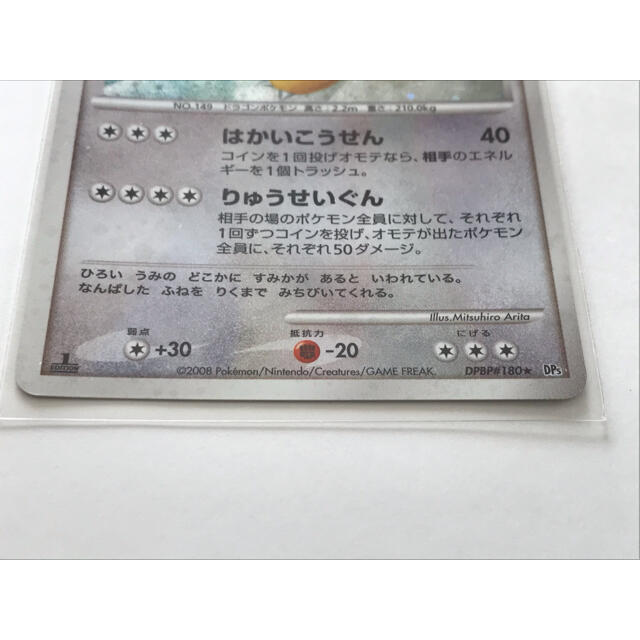 NO.149 ドラゴンポケモン 高さ:2.2m 重さ:210.0kg
はかいこうせん 40
コインを1回投げオモテなら、相手のエネル
ギーを1個トラッシュ。
りゅうせいぐん
相手の場のポケモン全員に対して、それぞれ
1回ずつコインを投げ、オモテが出たポケモン
全員に、それぞれ50ダメージ。
ひろい うみの どこかに すみかが あると いわれている。
なんぱした ふねを りくまで みちびいてくれる。
Illus.Mitsuhiro Arita
弱点 抵抗力 にげる
+30 -20
1 EDITION ©2008 Pokémon/Nintendo/Creatures/GAME FREAK. DPBP#180★ DPs